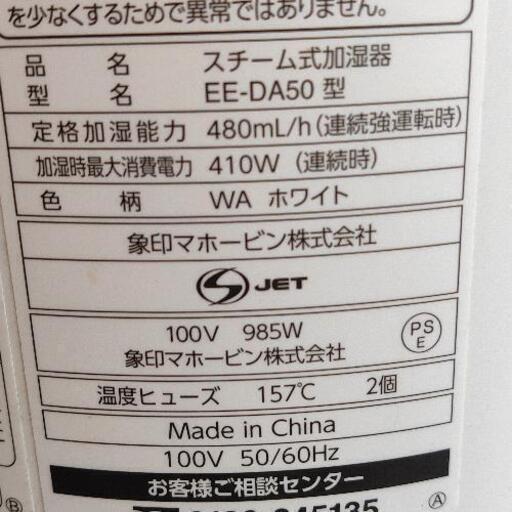 を少なくするためで異常ではありません。
品名 スチーム式加湿器
型名 EE-DA50 型
定格加湿能力 480mL/h（連続強運転時）
加湿時最大消費電力 410W（連続時）
色柄 WA ホワイト
象印マホービン株式会社
S JET
100V 985W
象印マホービン株式会社
PS
E
温度ヒューズ 157℃ 2個
Made in China
100V 50/60Hz
お客様ご相談センター
Ⓑ
Ⓐ